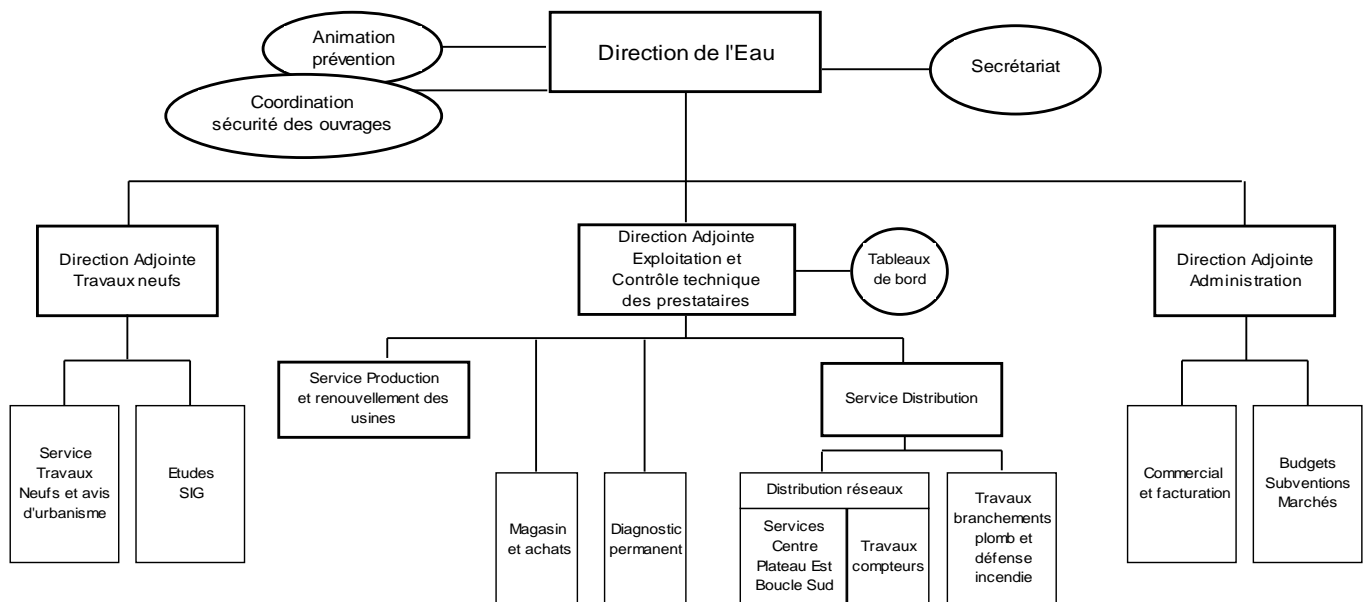 Animation
prévention
Direction de l'Eau
Secrétariat
Coordination
sécurité des ouvrages
Direction Adjointe
Travaux neufs
Direction Adjointe
Exploitation et
Contrôle technique
des prestataires
Tableaux
de bord
Direction Adjointe
Administration
Service Production
et renouvellement des
usines
Service Distribution
Service
Travaux
Neufs et avis
d'urbanisme
Etudes
SIG
Magasin
et achats
Diagnostic
permanent
Distribution réseaux
Services
Centre
Plateau Est
Boucle Sud
Travaux
compteurs
Travaux
branchements
plomb et
défense
incendie
Commercial
et facturation
Budgets
Subventions
Marchés